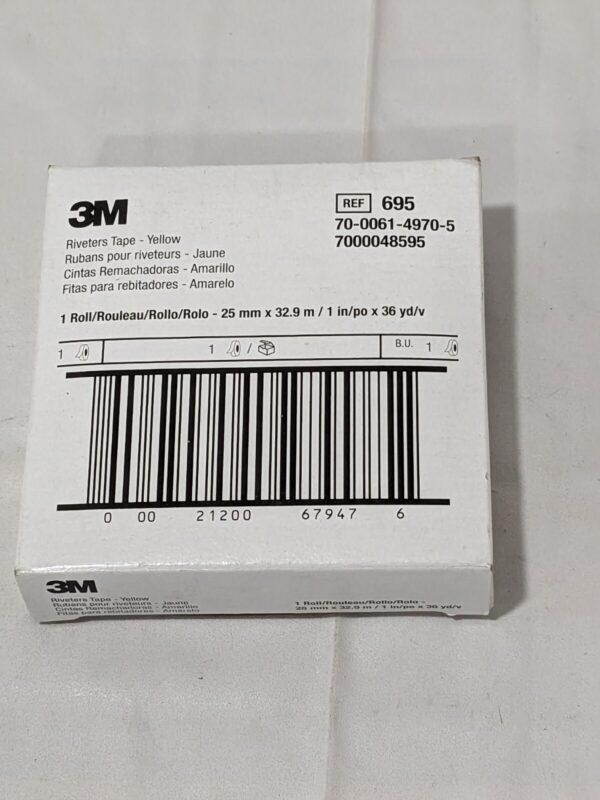 3M
Riveters Tape - Yellow
Rubans pour riveteurs - Jaune
Cintas Remachadoras - Amarillo
Fitas para rebitadores - Amarelo
REF 695
70-0061-4970-5
7000048595
1 Roll/Rouleau/Rollo/Rolo - 25 mm x 32.9 m / 1 in/po x 36 yd/v
1 1 / B.U. 1
0 00 21200 67947 6
3M
Riveters Tape - Yellow
Rubans pour riveteurs - Jaune
Cintas Remachadoras - Amarillo
Fitas para rebitadores - Amarelo
1 Roll/Rouleau/Rollo/Rolo -
25 mm x 32.9 m / 1 in/po x 36 yd/v